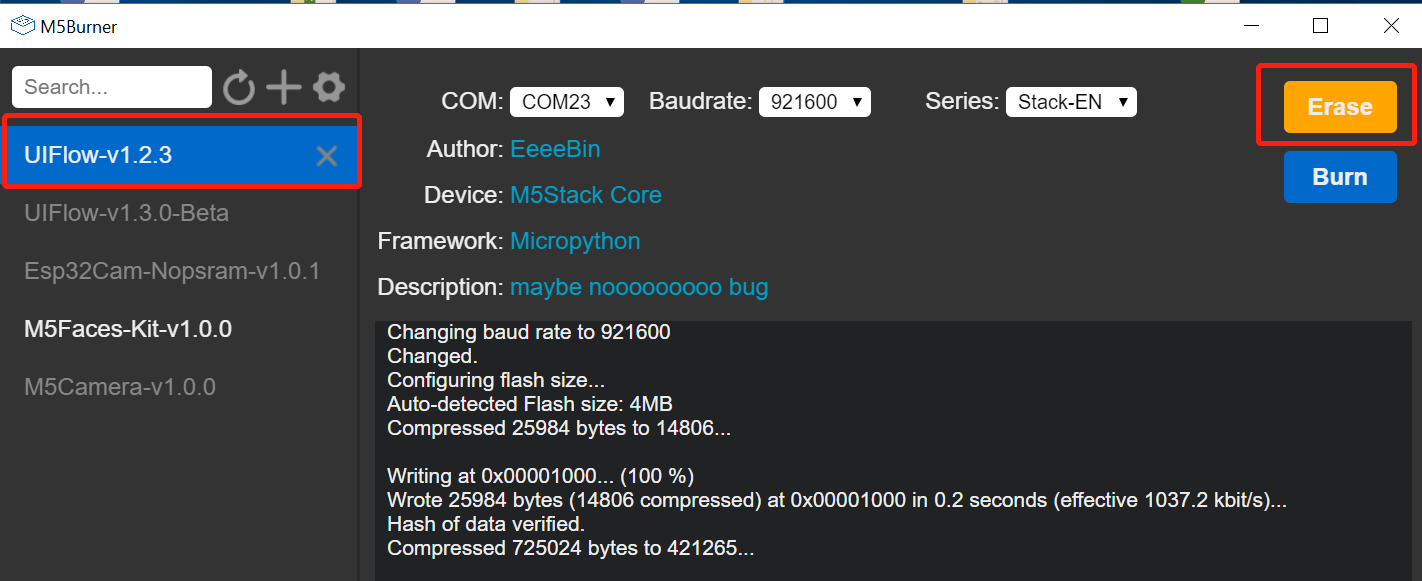 M5Burner
Search...
UIFlow-v1.2.3
UIFlow-v1.3.0-Beta
Esp32Cam-Nopsram-v1.0.1
M5Faces-Kit-v1.0.0
M5Camera-v1.0.0
COM: COM23 Baudrate: 921600 Series: Stack-EN
Erase
Burn
Author: EeeeBin
Device: M5Stack Core
Framework: Micropython
Description: maybe nooooooooo bug
Changing baud rate to 921600
Changed.
Configuring flash size...
Auto-detected Flash size: 4MB
Compressed 25984 bytes to 14806...
Writing at 0x00001000... (100 %)
Wrote 25984 bytes (14806 compressed) at 0x00001000 in 0.2 seconds (effective 1037.2 kbit/s)...
Hash of data verified.
Compressed 725024 bytes to 421265...